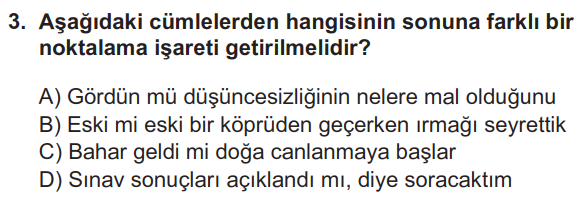 3. Aşağıdaki cümlelerden hangisinin sonuna farklı bir
noktalama işareti getirilmelidir?
A) Gördün mü düşüncesizliğinin nelere mal olduğunu
B) Eski mi eski bir köprüden geçerken ırmağı seyrettik
C) Bahar geldi mi doğa canlanmaya başlar
D) Sınav sonuçları açıklandı mı, diye soracaktım